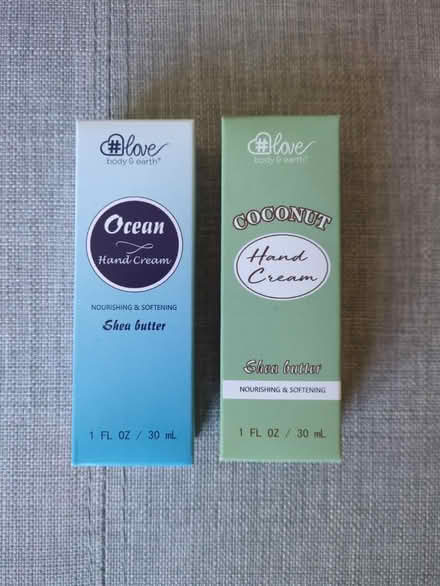 #love
body & earth®
Ocean
Hand Cream
NOURISHING & SOFTENING
Shea butter
1 FL OZ / 30 mL
#love
body & earth®
COCONUT
Hand
Cream
Shea butter
NOURISHING & SOFTENING
1 FL OZ / 30 mL